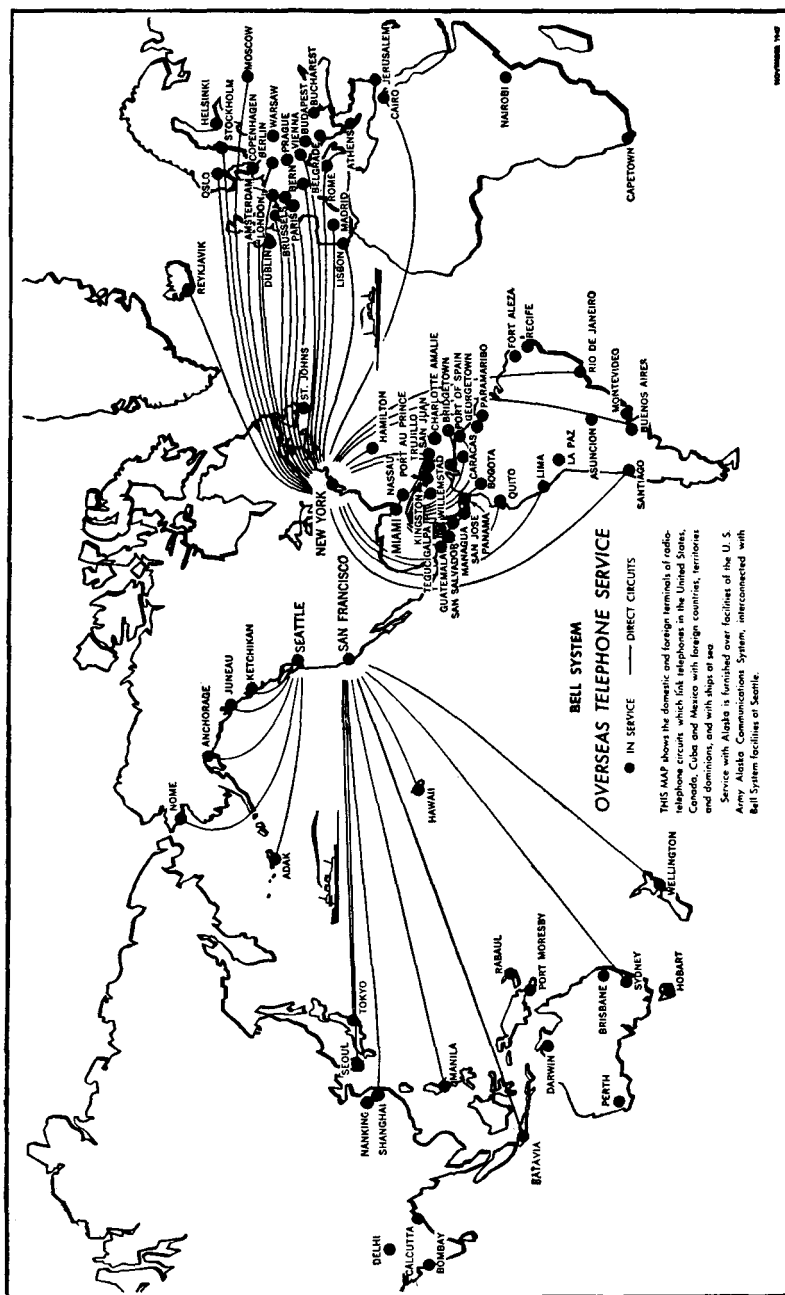 NOME
ANCHORAGE
JUNEAU
KETCHIKAN
SEATTLE
SAN FRANCISCO
ADAK
HAWAII
TOKYO
SEOUL
NANKING
SHANGHAI
MANILA
DELHI
CALCUTTA
BOMBAY
BATAVIA
RABAUL
PORT MORESBY
DARWIN
PERTH
BRISBANE
SYDNEY
HOBART
WELLINGTON
NEW YORK
ST. JOHNS
HAMILTON
MIAMI
NASSAU
PORT AU PRINCE
KINGSTON
TRUJILLO
SAN JUAN
CHARLOTTE AMALIE
WILLEMSTAD
BRIDGETOWN
PORT OF SPAIN
GEORGETOWN
PARAMARIBO
CARACAS
BOGOTA
TEGUCIGALPA
GUATEMALA
SAN SALVADOR
MANAGUA
SAN JOSE
PANAMA
QUITO
LIMA
LA PAZ
ASUNCION
SANTIAGO
FORT ALEZA
RECIFE
RIO DE JANEIRO
MONTEVIDEO
BUENOS AIRES
REYKJAVIK
OSLO
HELSINKI
STOCKHOLM
MOSCOW
COPENHAGEN
BERLIN
AMSTERDAM
LONDON
DUBLIN
WARSAW
PRAGUE
VIENNA
BUDAPEST
BUCHAREST
BRUSSELS
BERN
PARIS
BELGRADE
ROME
MADRID
LISBON
ATHENS
JERUSALEM
CAIRO
NAIROBI
CAPETOWN
BELL SYSTEM
OVERSEAS TELEPHONE SERVICE
IN SERVICE DIRECT CIRCUITS
THIS MAP shows the domestic and foreign terminals of radio-
telephone circuits which link telephones in the United States,
Canada, Cuba and Mexico with foreign countries, territories
and dominions, and with ships at sea
Service with Alaska is furnished over facilities of the U. S.
Army Alaska Communications System, interconnected with
Bell System facilities at Seattle.
NOVEMBER 1947